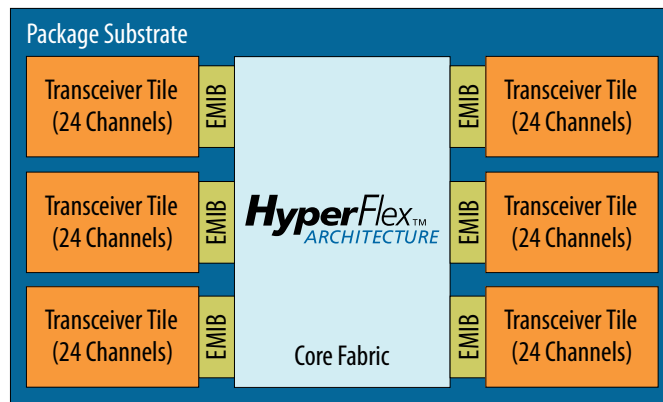 Package Substrate
Transceiver Tile
(24 Channels)
EMIB
EMIB
Transceiver Tile
(24 Channels)
Transceiver Tile
(24 Channels)
EMIB
HyperFlex™
ARCHITECTURE
EMIB
Transceiver Tile
(24 Channels)
Transceiver Tile
(24 Channels)
EMIB
Core Fabric
EMIB
Transceiver Tile
(24 Channels)